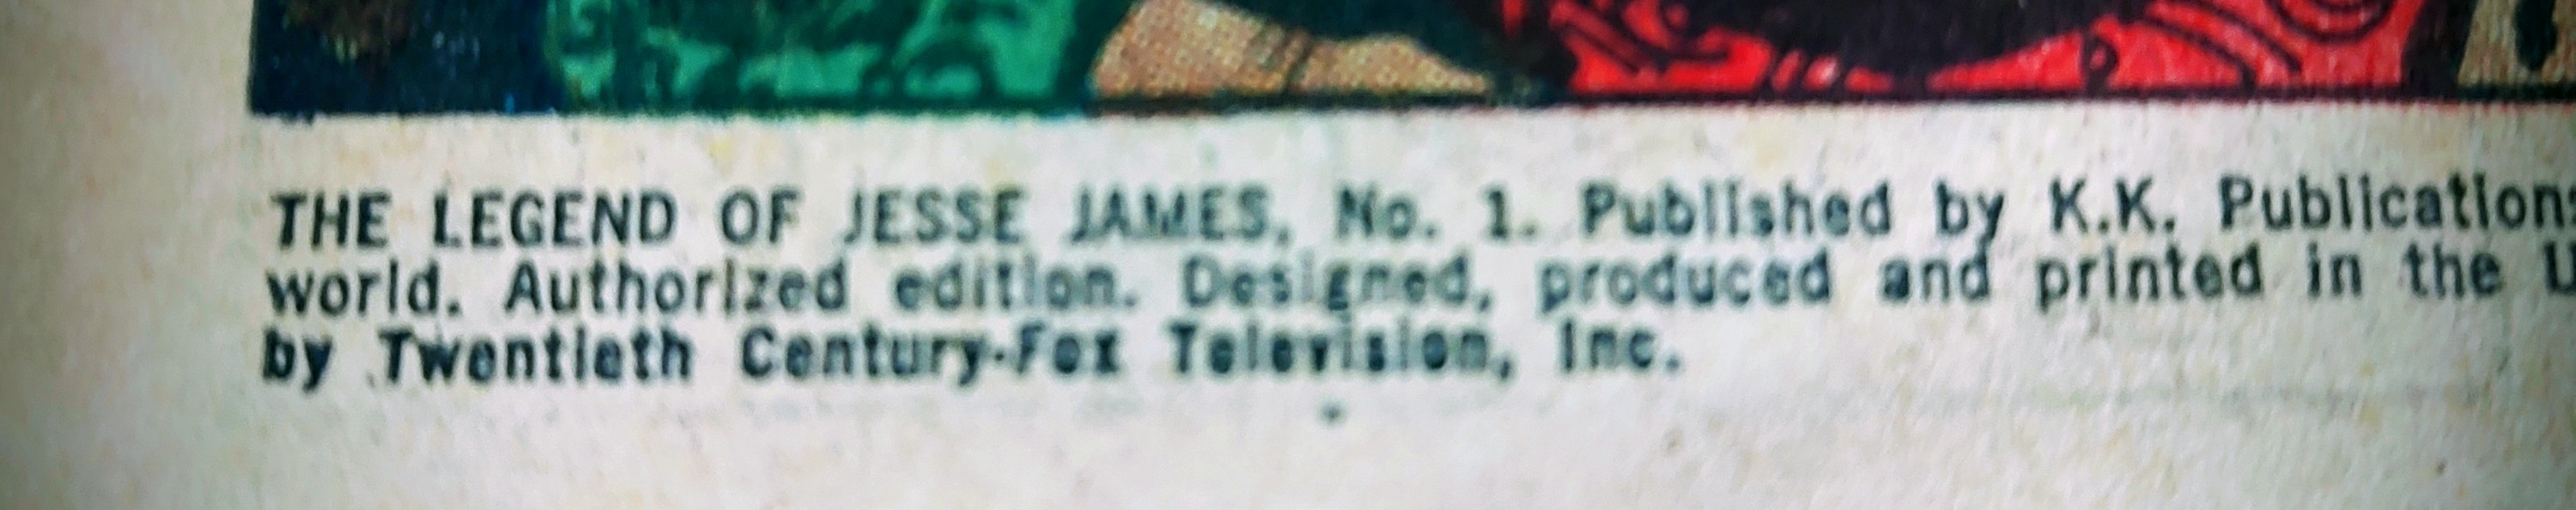 THE LEGEND OF JESSE JAMES, No. 1. Published by K.K. Publication
world. Authorized edition. Designed, produced and printed in the U
by Twentieth Century-Fox Television, Inc.